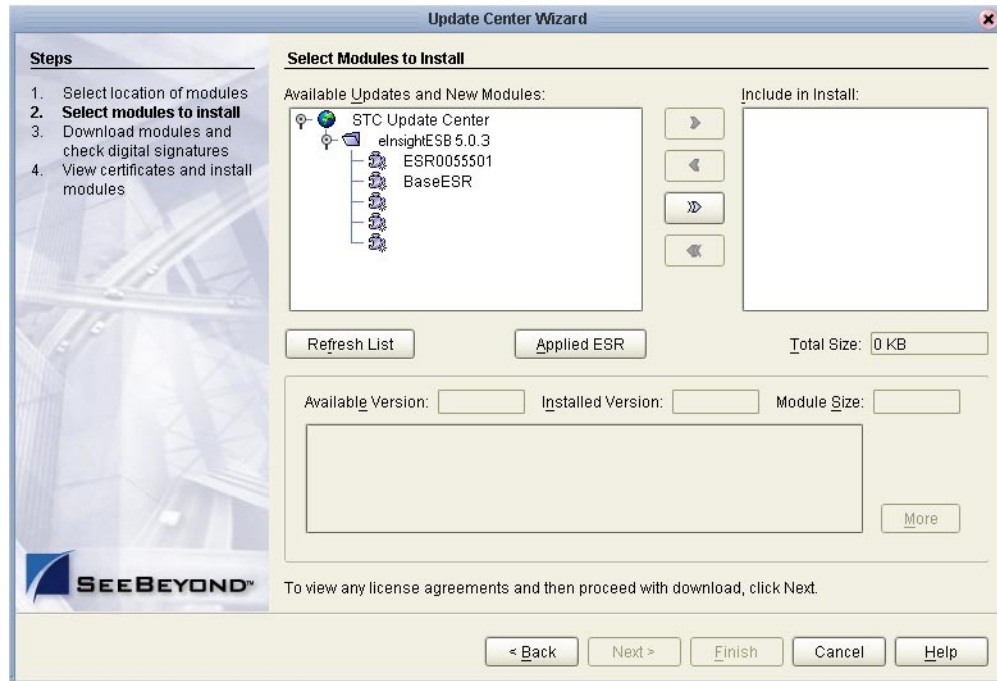 Update Center Wizard
Steps
1. Select location of modules
2. Select modules to install
3. Download modules and
check digital signatures
4. View certificates and install
modules
SEEBEYOND™
Select Modules to Install
Available Updates and New Modules:
STC Update Center
eInsightESB 5.0.3
ESR0055501
BaseESR
Include in Install:
Refresh List
Applied ESR
Total Size: 0 KB
Available Version:
Installed Version:
Module Size:
More
To view any license agreements and then proceed with download, click Next.
< Back
Next >
Finish
Cancel
Help